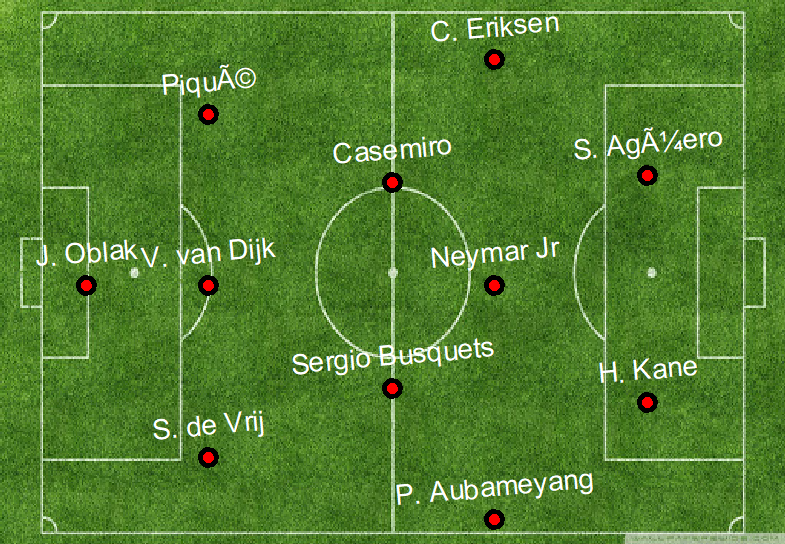 C. Eriksen
PiquÃ©
Casemiro
S. AgÃ¼ero
J. Oblak
V. van Dijk
Neymar Jr
Sergio Busquets
H. Kane
S. de Vrij
P. Aubameyang